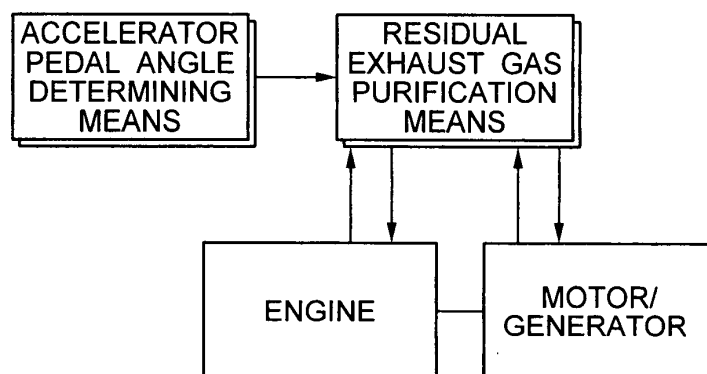 ACCELERATOR
PEDAL ANGLE
DETERMINING
MEANS
RESIDUAL
EXHAUST GAS
PURIFICATION
MEANS
ENGINE
MOTOR/
GENERATOR